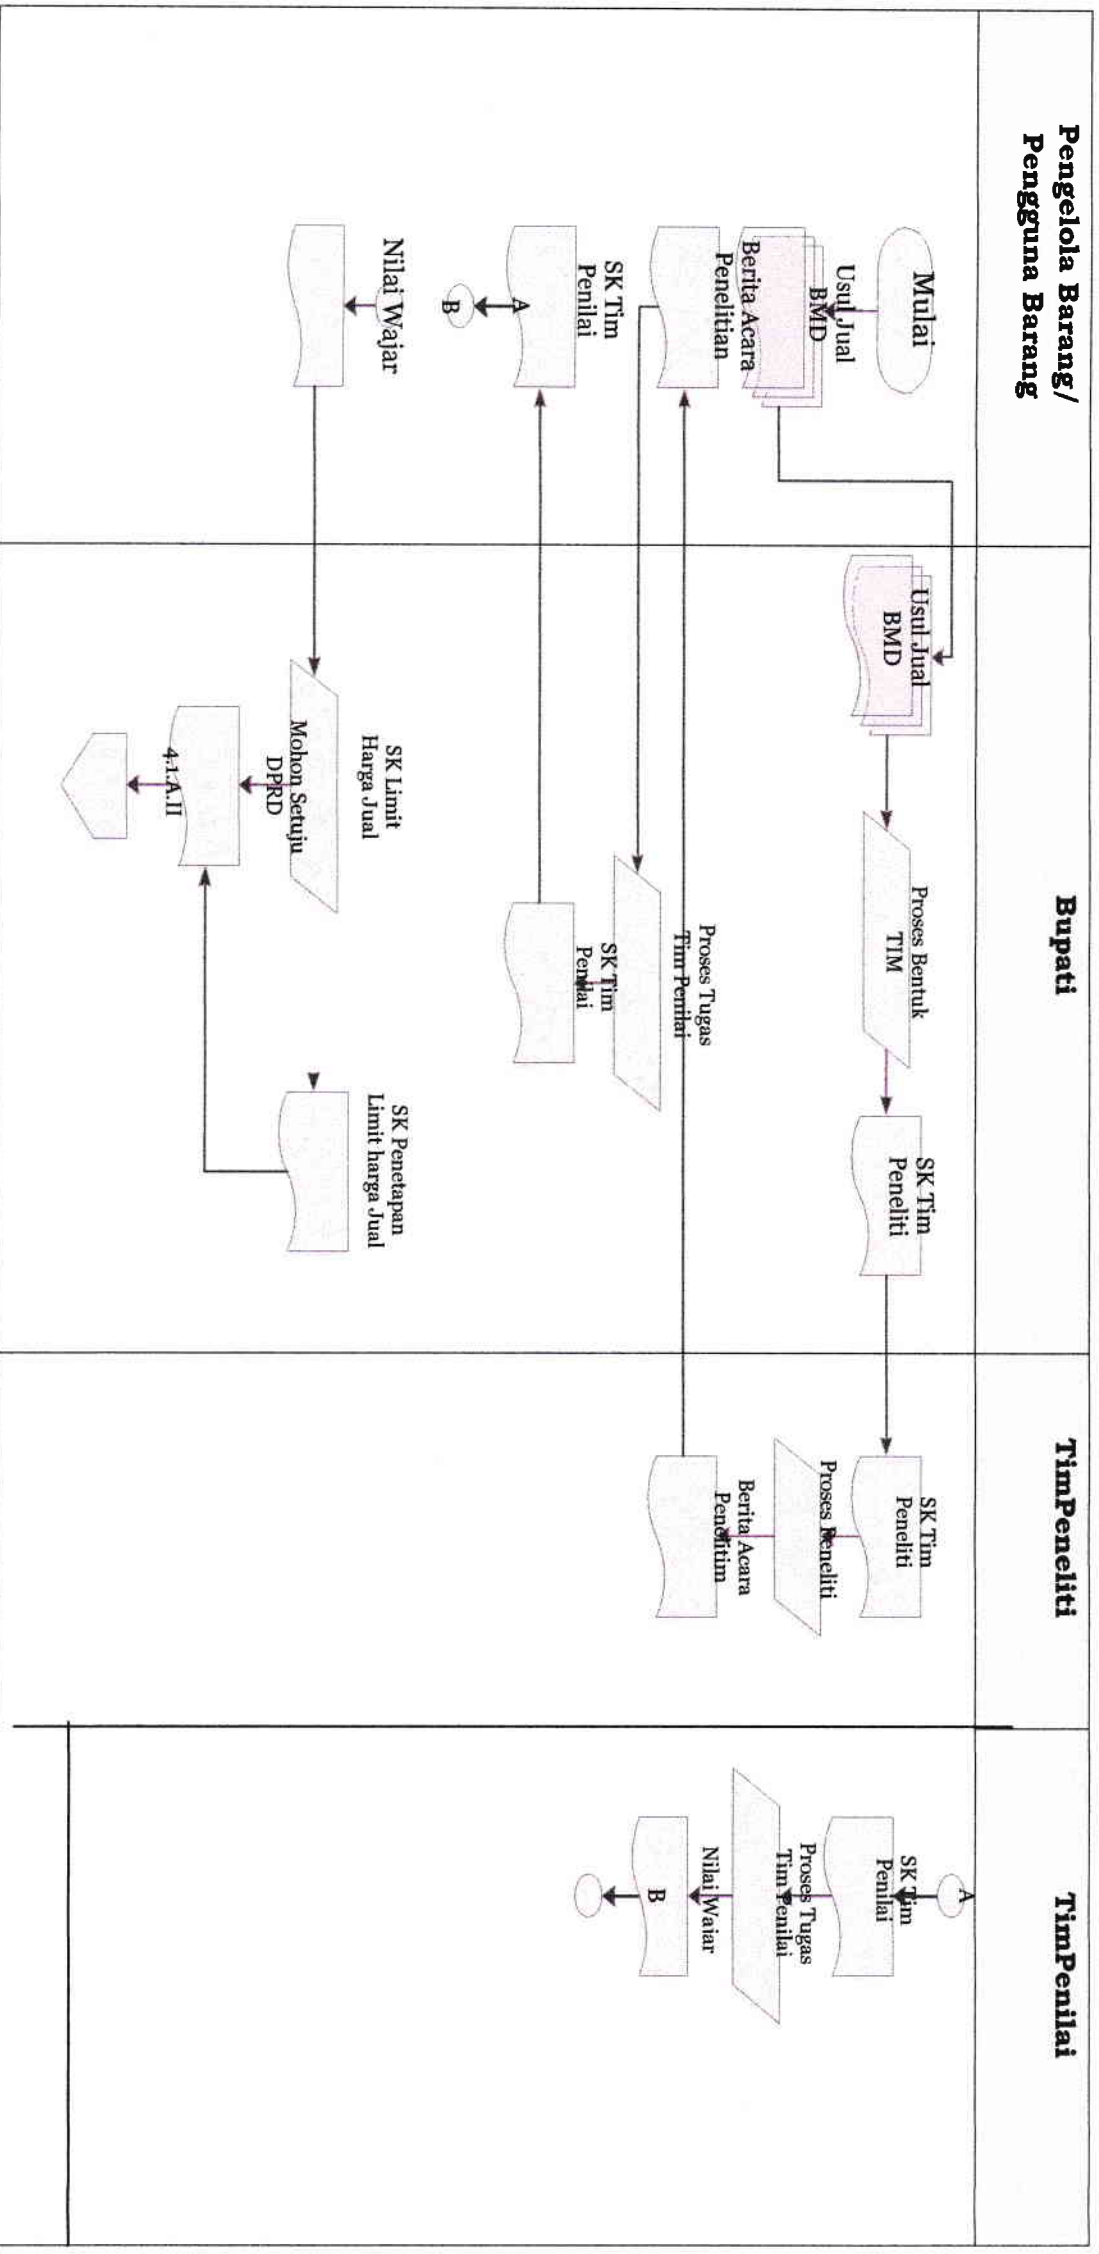 Pengelola Barang/
Pengguna Barang
Bupati
TimPeneliti
TimPenilai
Mulai
Usul Jual
BMD
Berita Acara
Penelitian
SK Tim
Penilai
A
B
Nilai Wajar
Usul Jual
BMD
Proses Bentuk
TIM
SK Tim
Peneliti
Proses Tugas
Tim Penilai
SK Tim
Penilai
SK Limit
Harga Jual
Mohon Setuju
DPRD
4.1.A.II
SK Penetapan
Limit harga Jual
SK Tim
Peneliti
Proses Peneliti
Berita Acara
Penelitim
A
SK Tim
Penilai
Proses Tugas
Tim Penilai
Nilai Waiar
B